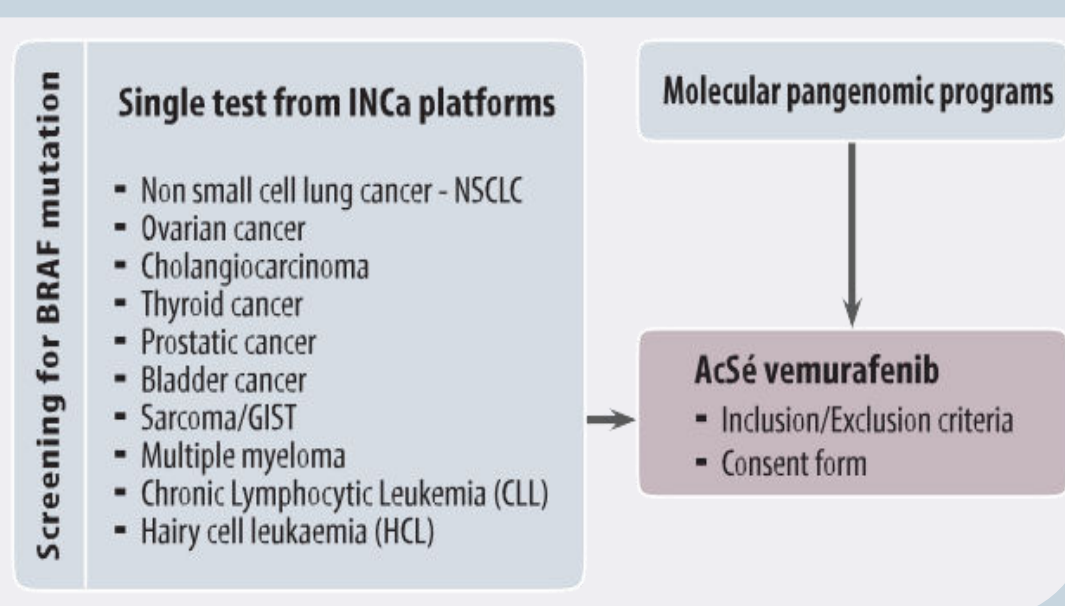 Screening for BRAF mutation
Single test from INCa platforms
- Non small cell lung cancer - NSCLC
- Ovarian cancer
- Cholangiocarcinoma
- Thyroid cancer
- Prostatic cancer
- Bladder cancer
- Sarcoma/GIST
- Multiple myeloma
- Chronic Lymphocytic Leukemia (CLL)
- Hairy cell leukaemia (HCL)
Molecular pangenomic programs
AcSé vemurafenib
- Inclusion/Exclusion criteria
- Consent form